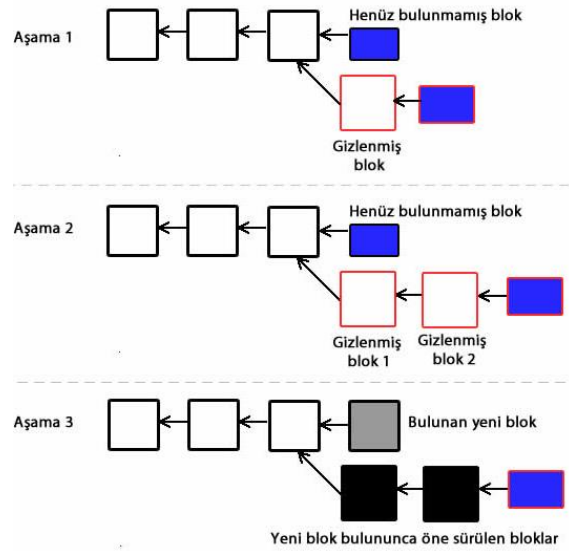 Aşama 1
Henüz bulunmamış blok
Gizlenmiş
blok
Aşama 2
Henüz bulunmamış blok
Gizlenmiş
blok 1
Gizlenmiş
blok 2
Aşama 3
Bulunan yeni blok
Yeni blok bulununca öne sürülen bloklar